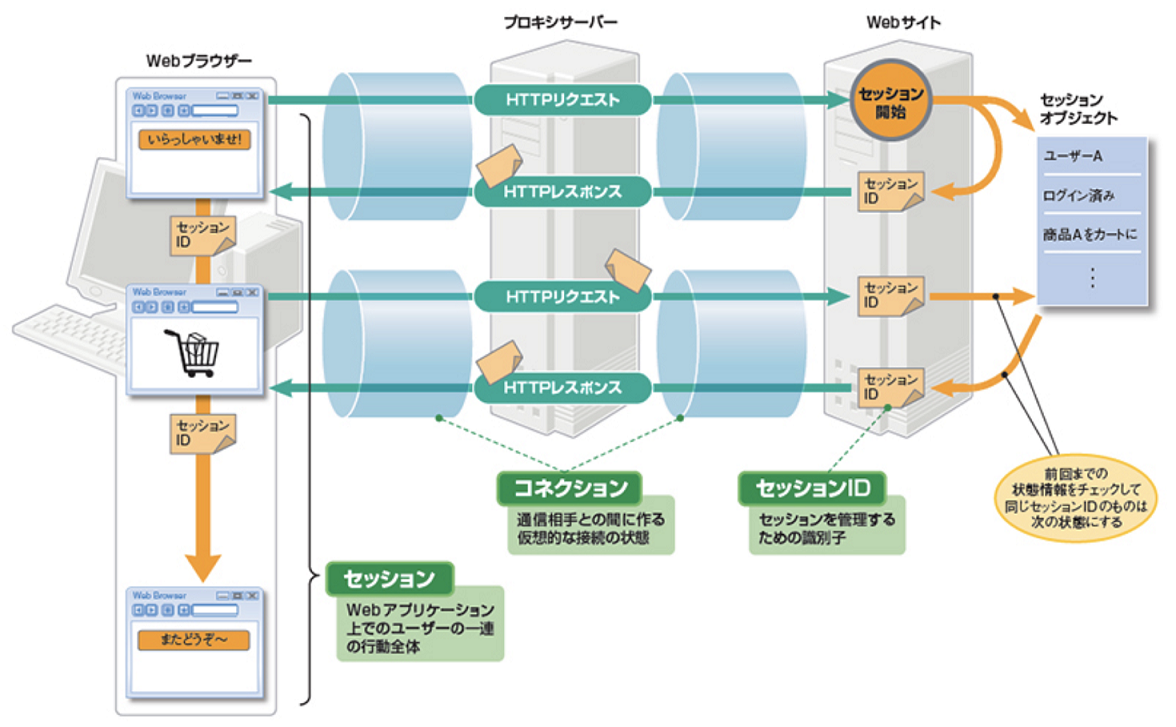 プロキシサーバー
Webサイト
Webブラウザー
Web Browser
いらっしゃいませ!
HTTPリクエスト
セッション
開始
セッション
オブジェクト
ユーザーA
ログイン済み
商品Aをカートに
⋮
HTTPレスポンス
セッション
ID
セッション
ID
Web Browser
HTTPリクエスト
セッション
ID
HTTPレスポンス
セッション
ID
セッション
ID
コネクション
通信相手との間に作る
仮想的な接続の状態
セッションID
セッションを管理する
ための識別子
前回までの
状態情報をチェックして
同じセッションIDのものは
次の状態にする
セッション
Webアプリケーション
上でのユーザーの一連
の行動全体
Web Browser
またどうぞ~